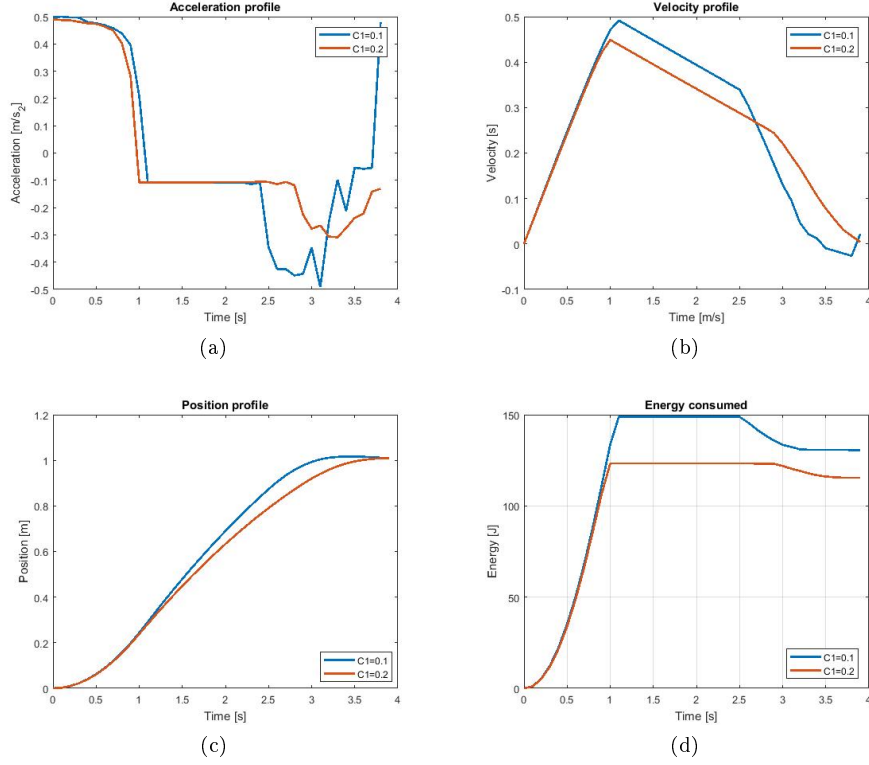 Acceleration profile
0.5
0.4
0.3
0.2
0.1
0
-0.1
-0.2
-0.3
-0.4
-0.5
Acceleration [m/s2]
0 0.5 1 1.5 2 2.5 3 3.5 4
Time [s]
C1=0.1
C1=0.2
(a)
Velocity profile
0.5
0.4
0.3
0.2
0.1
0
-0.1
Velocity [s]
0 0.5 1 1.5 2 2.5 3 3.5 4
Time [m/s]
C1=0.1
C1=0.2
(b)
Position profile
1.2
1
0.8
0.6
0.4
0.2
0
Position [m]
0 0.5 1 1.5 2 2.5 3 3.5 4
Time [s]
C1=0.1
C1=0.2
(c)
Energy consumed
150
100
50
0
Energy [J]
0 0.5 1 1.5 2 2.5 3 3.5 4
Time [s]
C1=0.1
C1=0.2
(d)